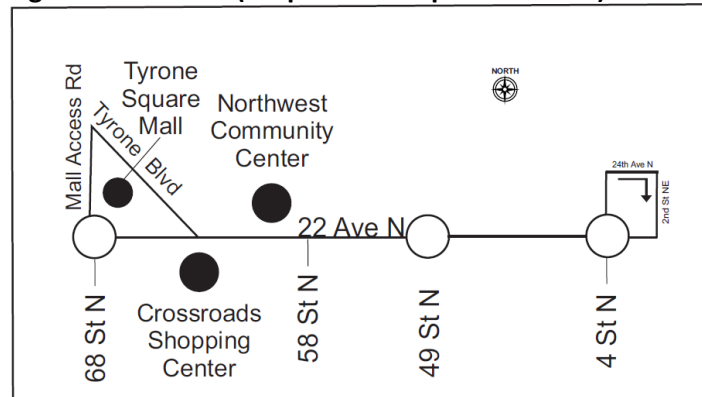 NORTH
Mall Access Rd
Tyrone Blvd
Tyrone
Square
Mall
Northwest
Community
Center
24th Ave N
2nd St NE
22 Ave N
Crossroads
Shopping
Center
68 St N
58 St N
49 St N
4 St N